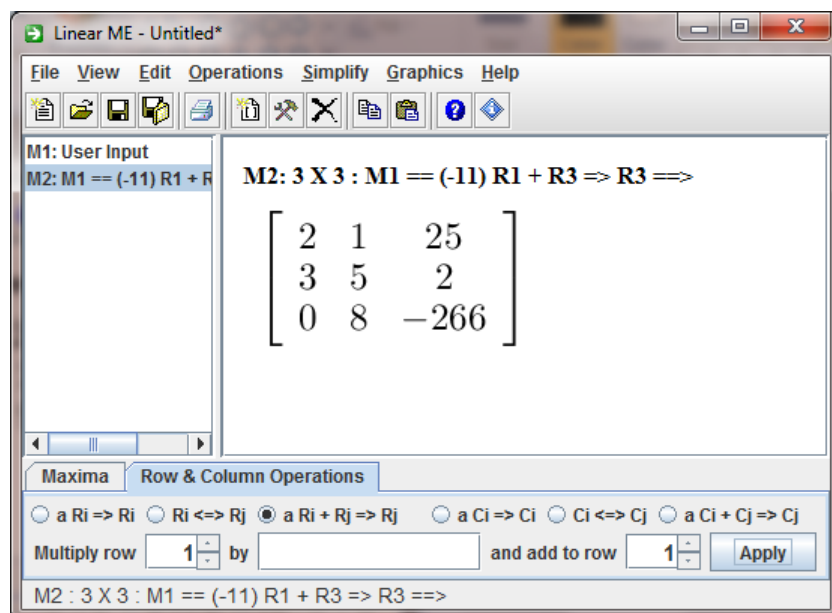 Linear ME - Untitled*
File View Edit Operations Simplify Graphics Help
M1: User Input
M2: M1 == (-11) R1 + R
M2: 3 X 3 : M1 == (-11) R1 + R3 => R3 ==>
2 1 25
3 5 2
0 8 −266
Maxima Row & Column Operations
a Ri => Ri Ri <=> Rj a Ri + Rj => Rj a Ci => Ci Ci <=> Cj a Ci + Cj => Cj
Multiply row 1 by and add to row 1 Apply
M2 : 3 X 3 : M1 == (-11) R1 + R3 => R3 ==>